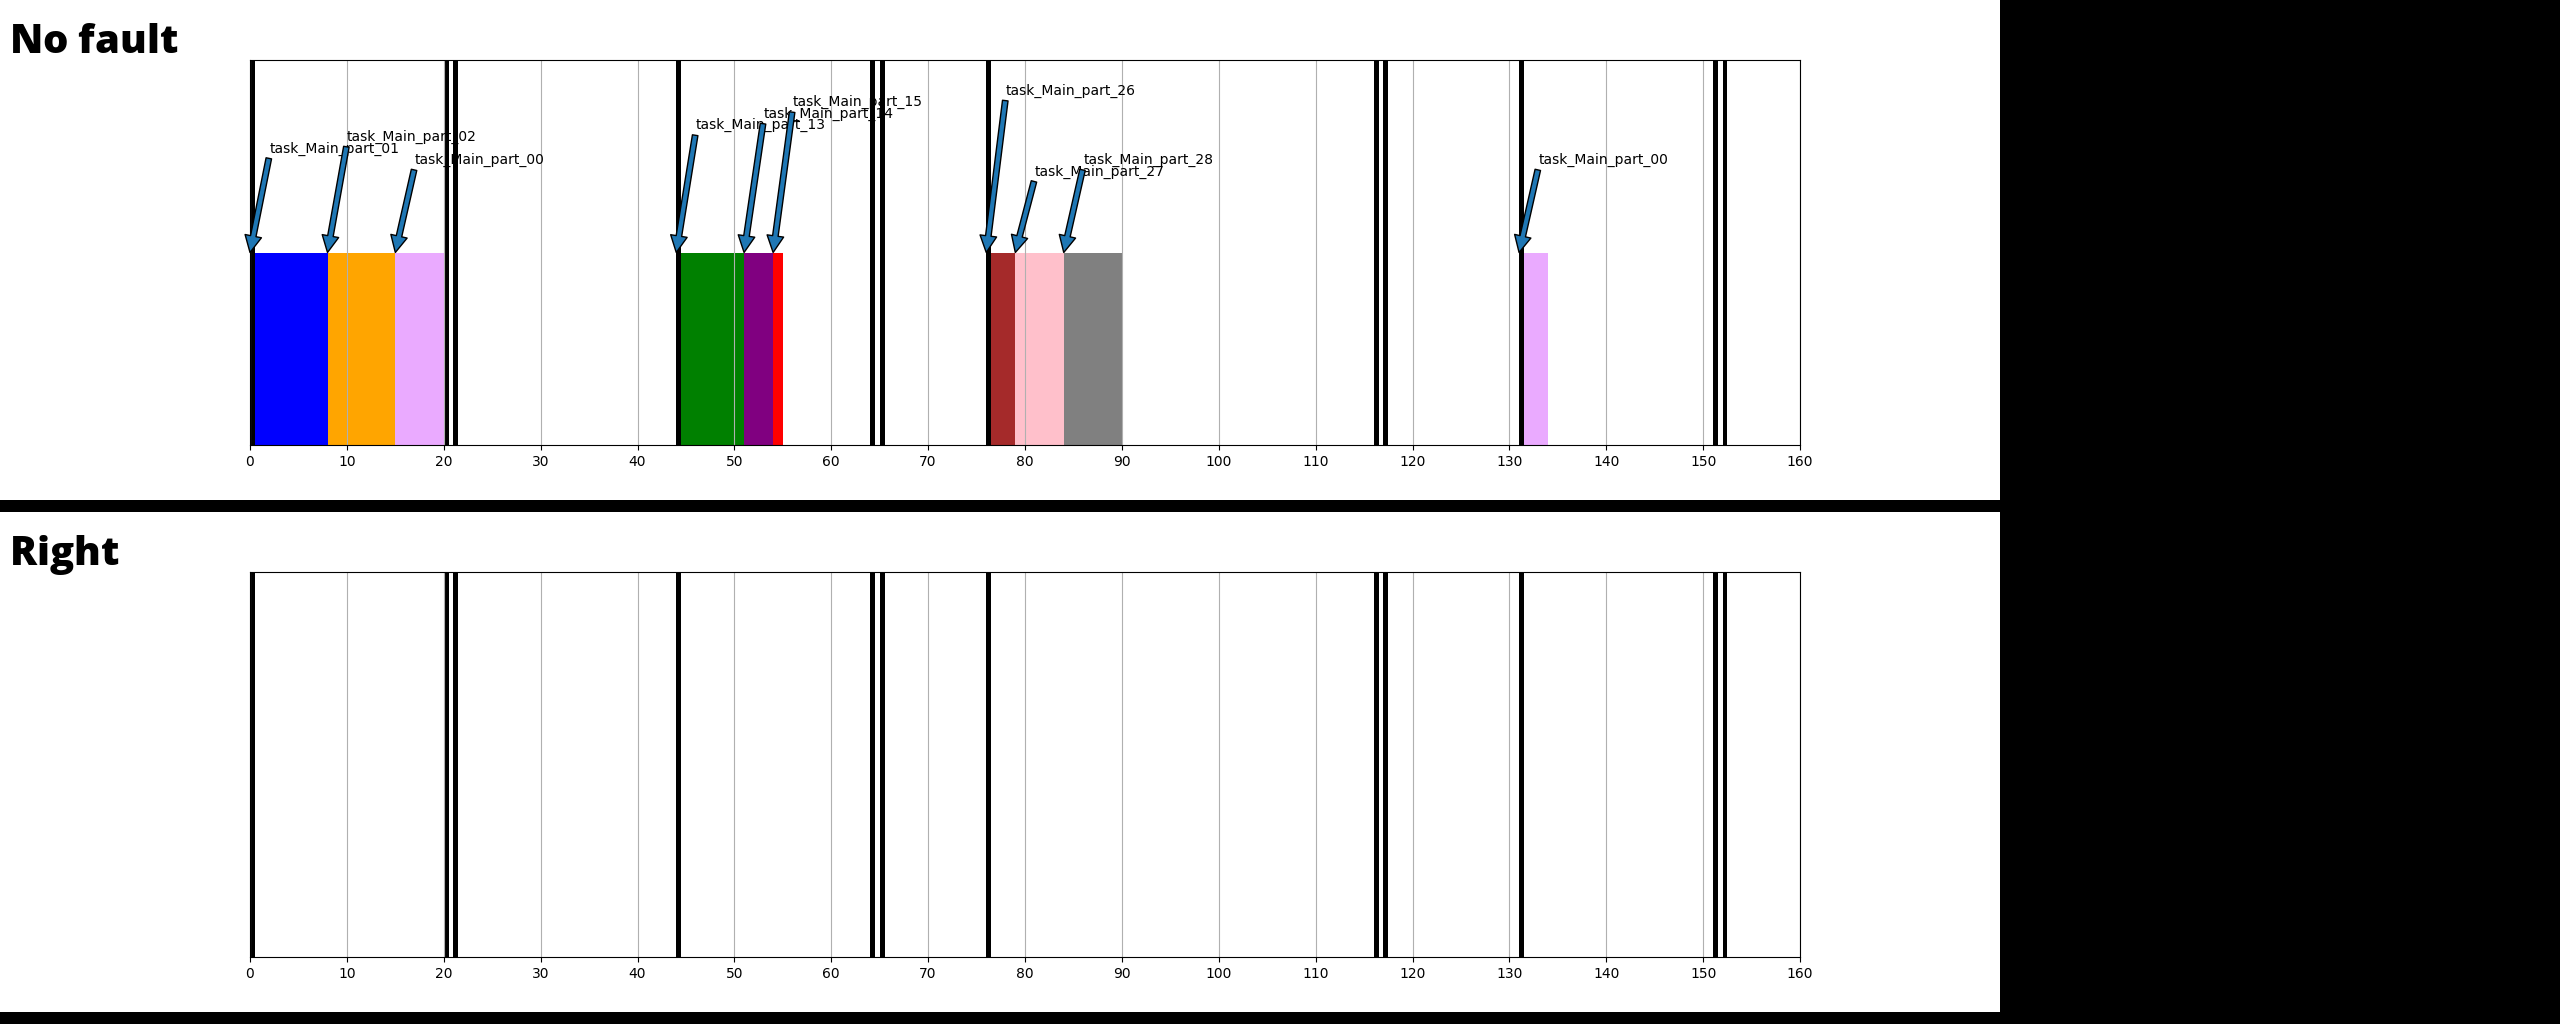 No fault
task_Main_part_26
task_Main_part_15
task_Main_part_14
task_Main_part_13
task_Main_part_02
task_Main_part_01
task_Main_part_00
task_Main_part_28
task_Main_part_00
task_Main_part_27
0 10 20 30 40 50 60 70 80 90 100 110 120 130 140 150 160
Right
0 10 20 30 40 50 60 70 80 90 100 110 120 130 140 150 160